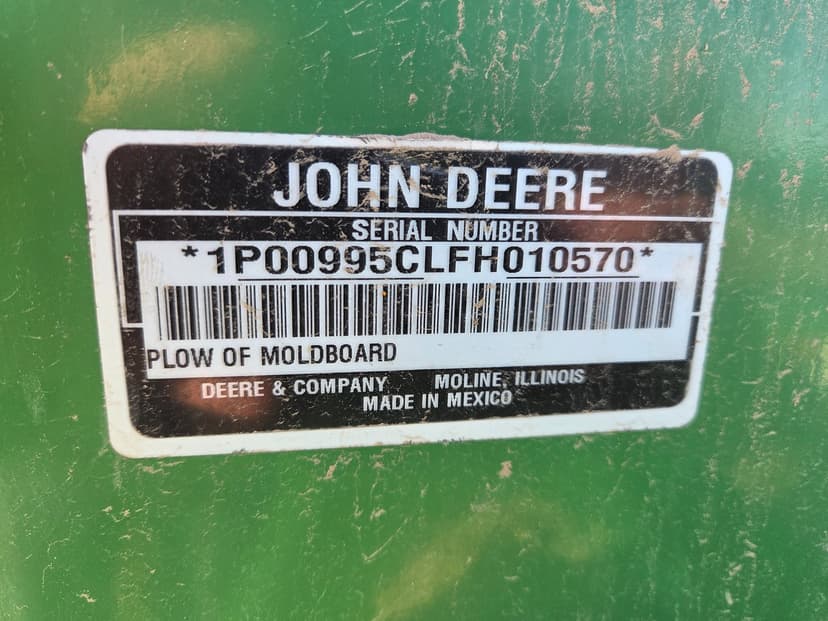 JOHN DEERE
SERIAL NUMBER
*1P00995CLFH010570*
PLOW OF MOLDBOARD
DEERE & COMPANY MOLINE, ILLINOIS
MADE IN MEXICO